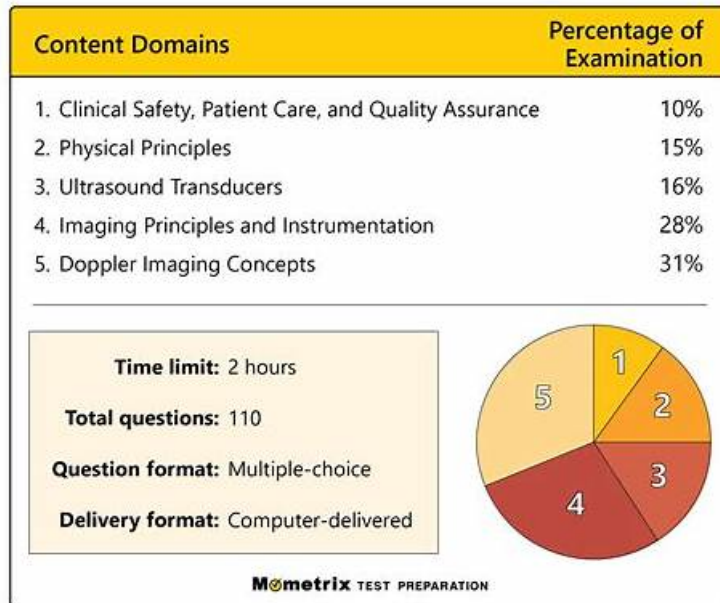 Content Domains
Percentage of
Examination
1. Clinical Safety, Patient Care, and Quality Assurance 10%
2. Physical Principles 15%
3. Ultrasound Transducers 16%
4. Imaging Principles and Instrumentation 28%
5. Doppler Imaging Concepts 31%
Time limit: 2 hours
Total questions: 110
Question format: Multiple-choice
Delivery format: Computer-delivered
1
2
3
4
5
Mometrix TEST PREPARATION